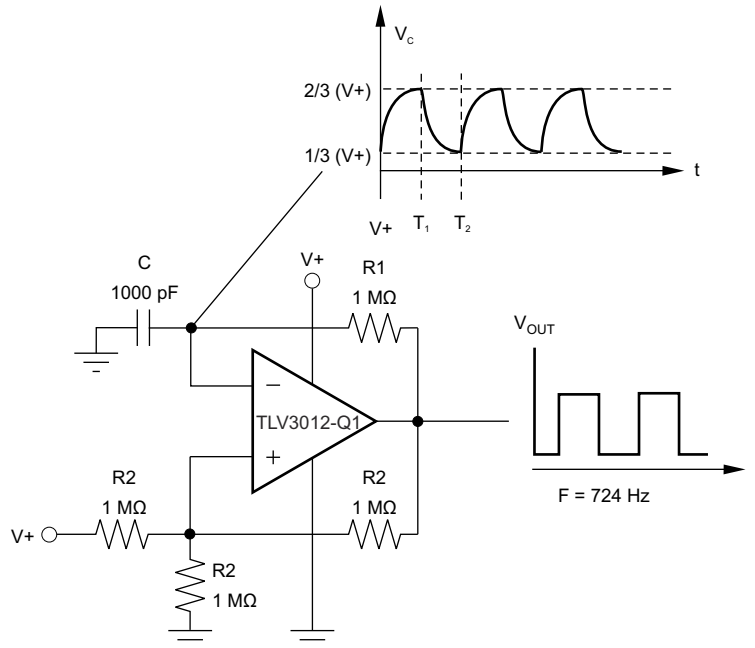 V_C
2/3 (V+)
1/3 (V+)
t
V+ T_1 T_2
C
1000 pF
V+
R1
1 MΩ
V_OUT
−
TLV3012-Q1
+
F = 724 Hz
R2
1 MΩ
R2
1 MΩ
V+
R2
1 MΩ